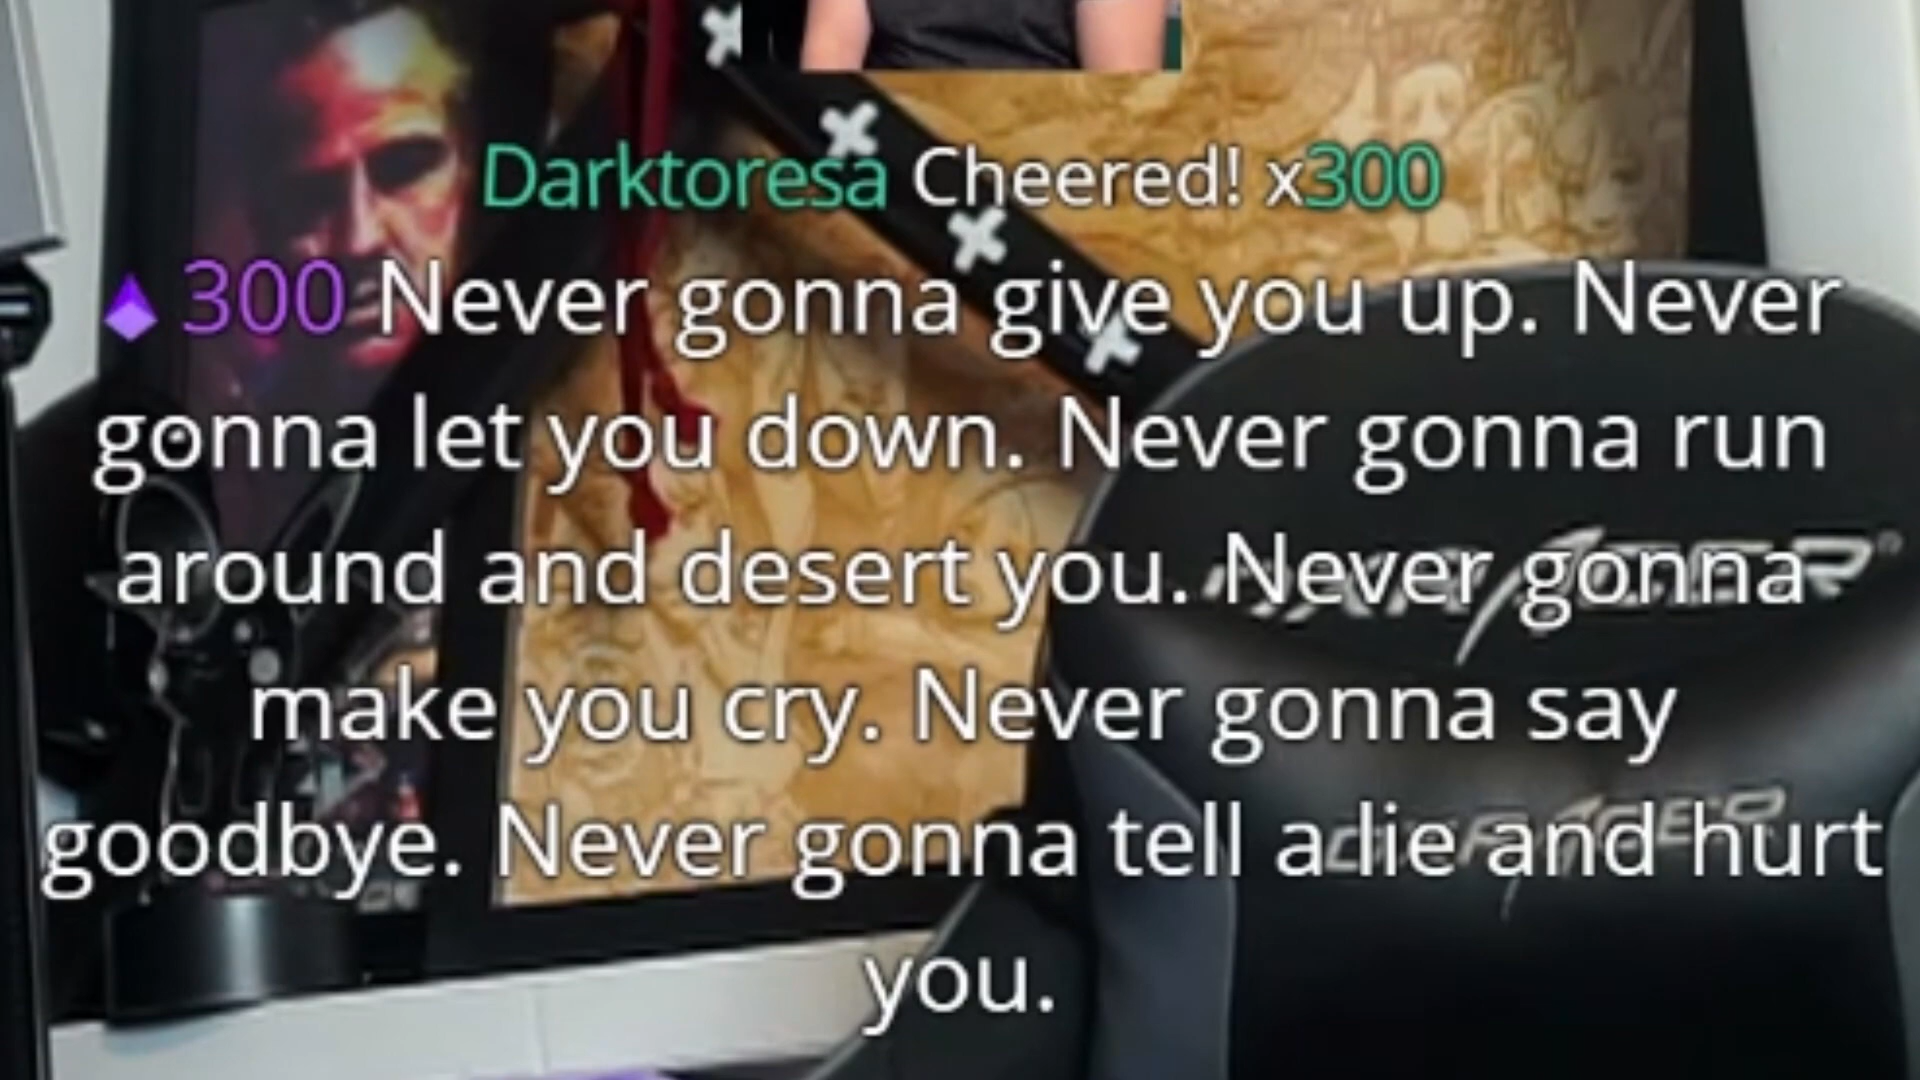 Darktoresa Cheered! x300
300 Never gonna give you up. Never
gonna let you down. Never gonna run
around and desert you. Never gonna
make you cry. Never gonna say
goodbye. Never gonna tell a lie and hurt
you.